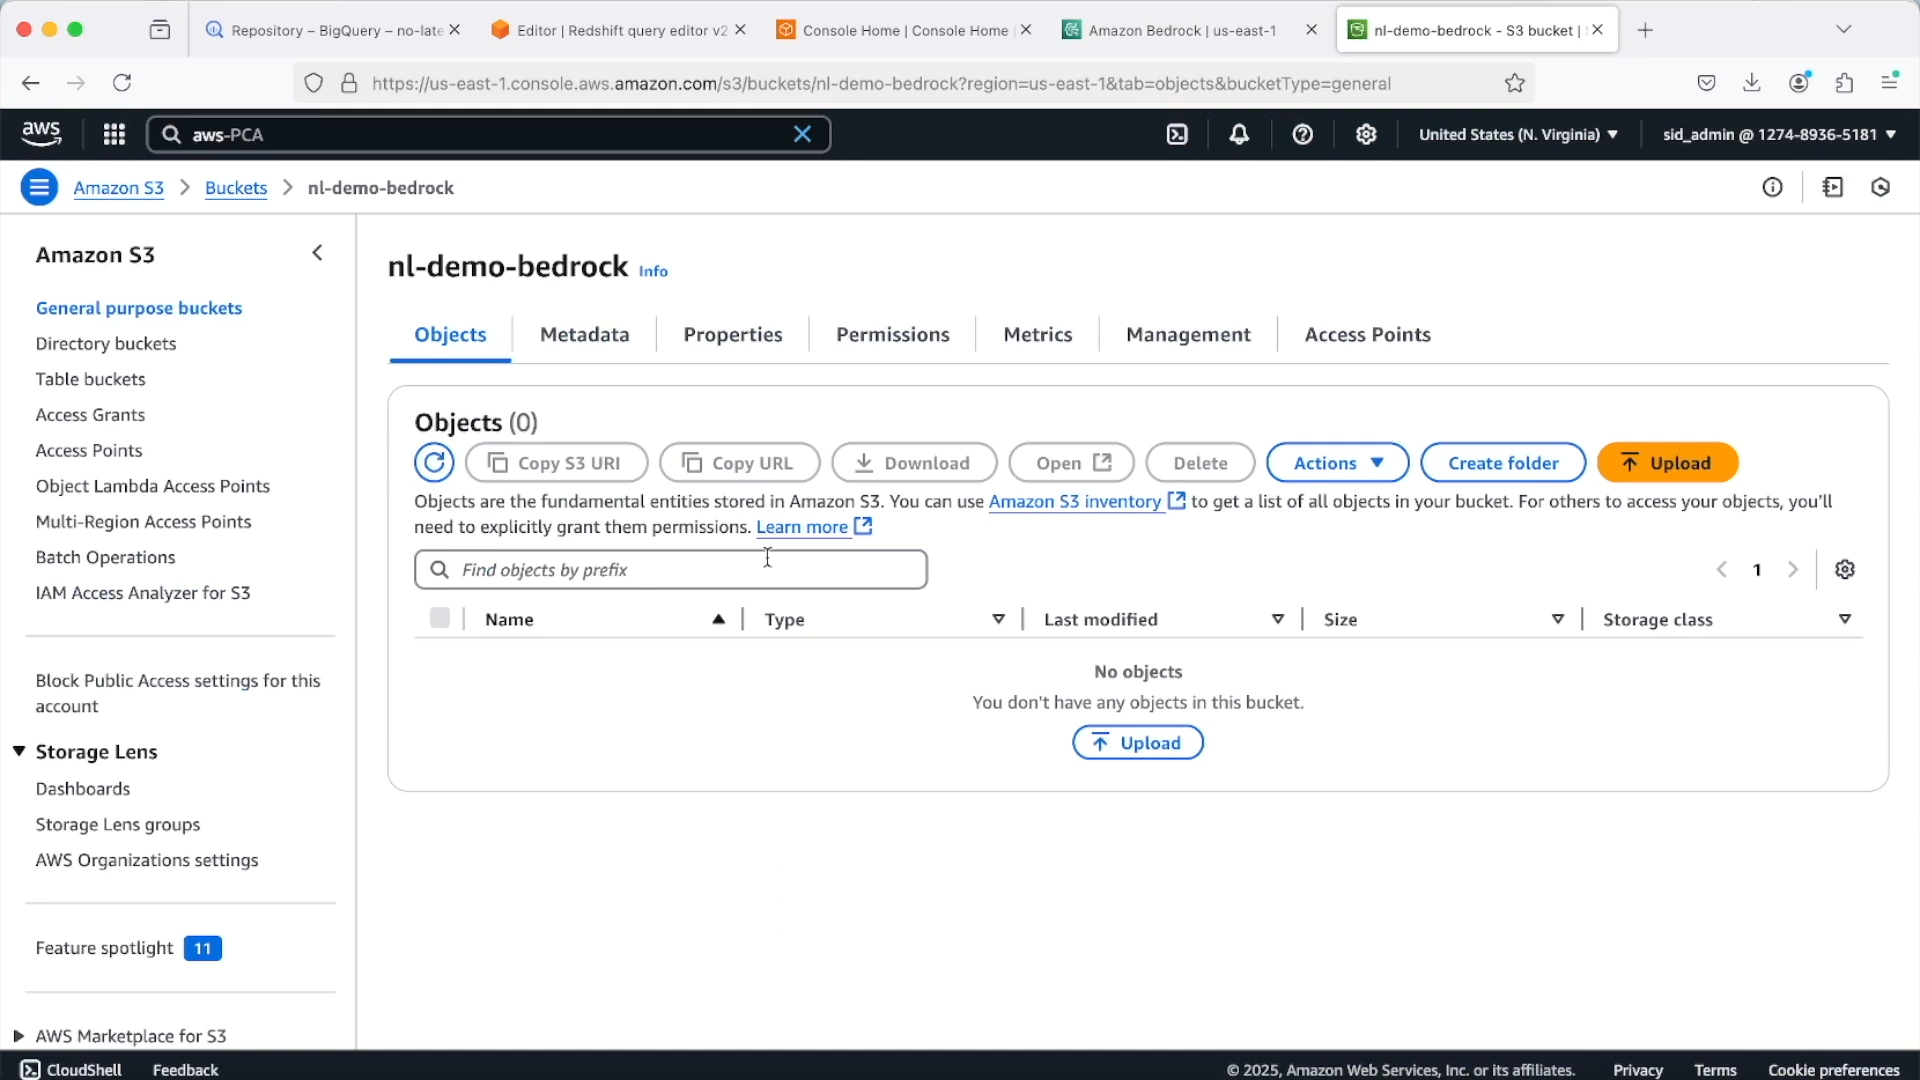 Repository – BigQuery – no-late
Editor | Redshift query editor v2
Console Home | Console Home |
Amazon Bedrock | us-east-1
nl-demo-bedrock - S3 bucket |
https://us-east-1.console.aws.amazon.com/s3/buckets/nl-demo-bedrock?region=us-east-1&tab=objects&bucketType=general
aws
aws-PCA
United States (N. Virginia)
sid_admin @ 1274-8936-5181
Amazon S3
Buckets
nl-demo-bedrock
Amazon S3
General purpose buckets
Directory buckets
Table buckets
Access Grants
Access Points
Object Lambda Access Points
Multi-Region Access Points
Batch Operations
IAM Access Analyzer for S3
Block Public Access settings for this
account
Storage Lens
Dashboards
Storage Lens groups
AWS Organizations settings
Feature spotlight 11
AWS Marketplace for S3
nl-demo-bedrock Info
Objects
Metadata
Properties
Permissions
Metrics
Management
Access Points
Objects (0)
Copy S3 URI
Copy URL
Download
Open
Delete
Actions
Create folder
Upload
Objects are the fundamental entities stored in Amazon S3. You can use Amazon S3 inventory to get a list of all objects in your bucket. For others to access your objects, you'll
need to explicitly grant them permissions. Learn more
Find objects by prefix
1
Name
Type
Last modified
Size
Storage class
No objects
You don't have any objects in this bucket.
Upload
CloudShell
Feedback
© 2025, Amazon Web Services, Inc. or its affiliates.
Privacy
Terms
Cookie preferences